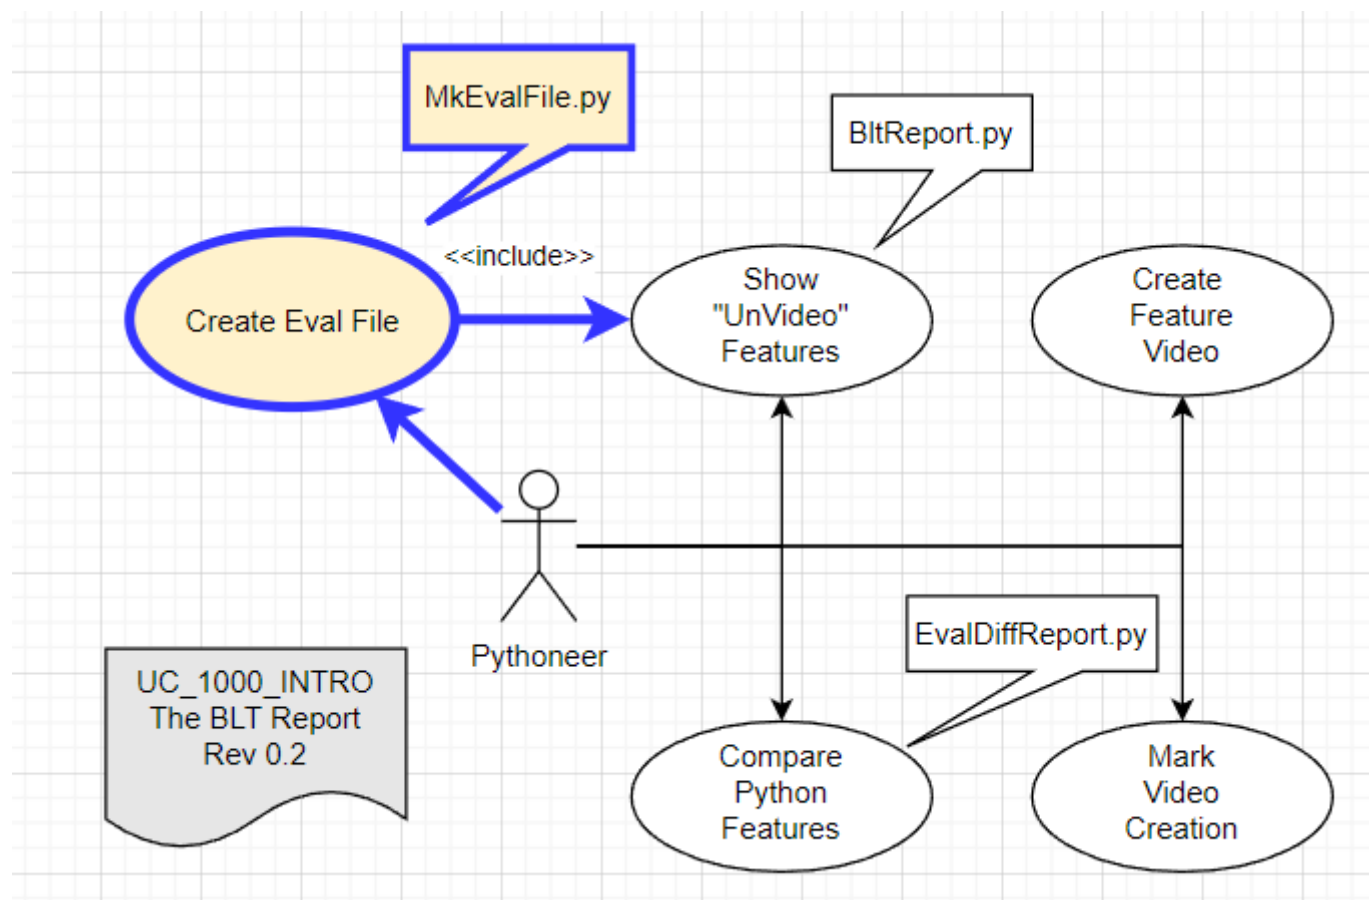 MkEvalFile.py
BltReport.py
<<include>>
Create Eval File
Show
"UnVideo"
Features
Create
Feature
Video
Pythoneer
EvalDiffReport.py
UC_1000_INTRO
The BLT Report
Rev 0.2
Compare
Python
Features
Mark
Video
Creation